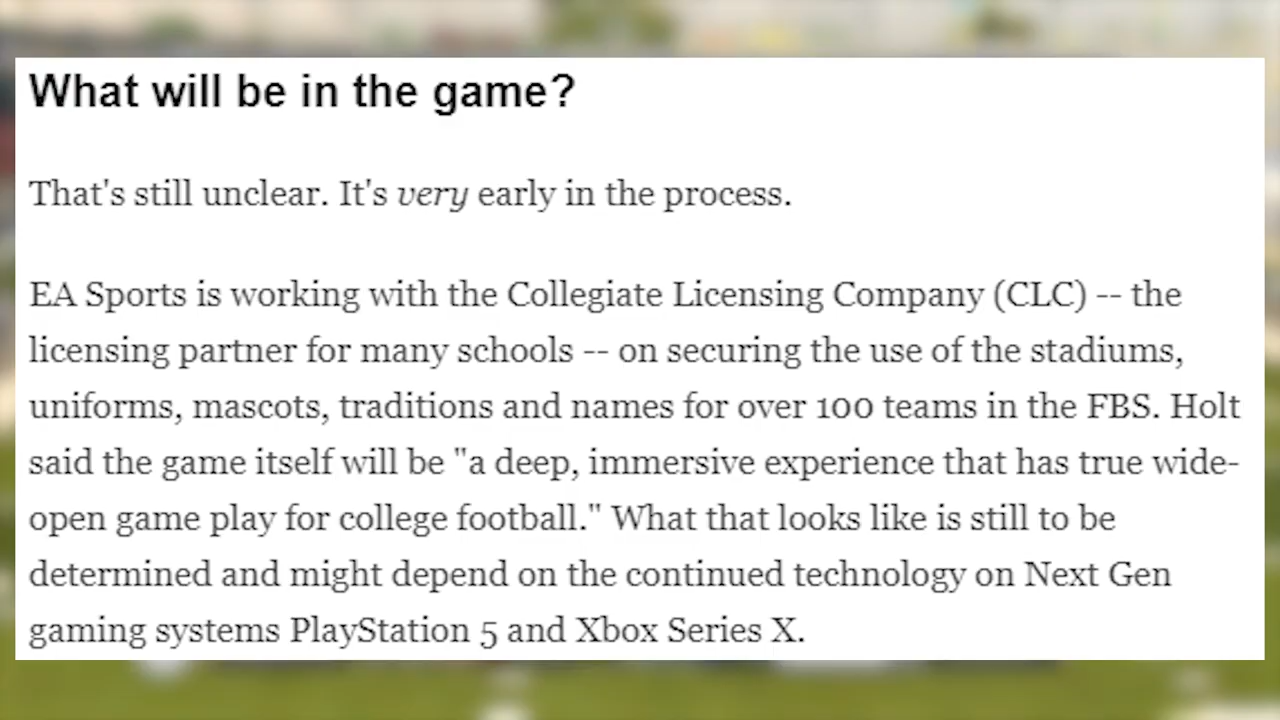 What will be in the game?
That's still unclear. It's very early in the process.
EA Sports is working with the Collegiate Licensing Company (CLC) -- the
licensing partner for many schools -- on securing the use of the stadiums,
uniforms, mascots, traditions and names for over 100 teams in the FBS. Holt
said the game itself will be "a deep, immersive experience that has true wide-
open game play for college football." What that looks like is still to be
determined and might depend on the continued technology on Next Gen
gaming systems PlayStation 5 and Xbox Series X.